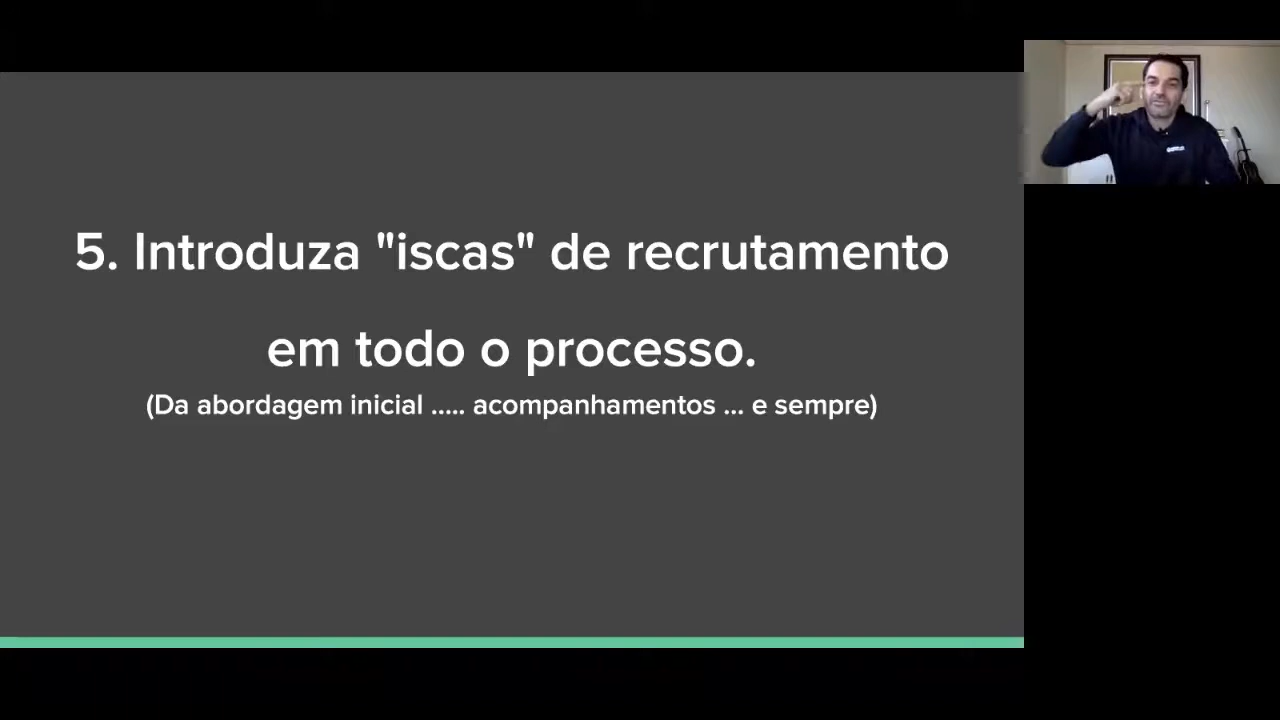 5. Introduza "iscas" de recrutamento
em todo o processo.
(Da abordagem inicial ..... acompanhamentos ... e sempre)